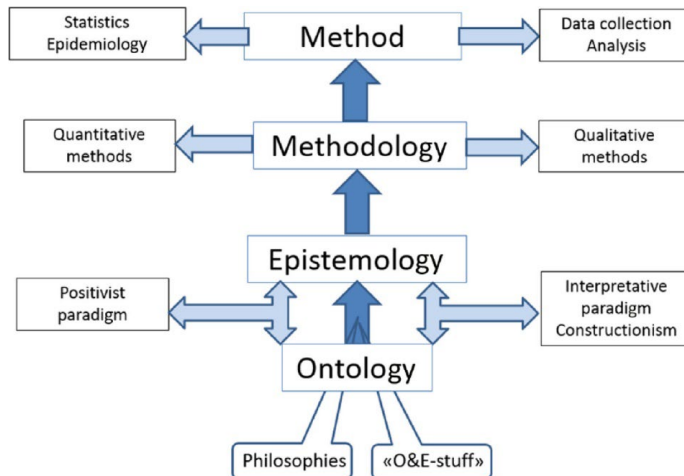 Statistics
Epidemiology
Method
Data collection
Analysis
Quantitative
methods
Methodology
Qualitative
methods
Epistemology
Positivist
paradigm
Interpretative
paradigm
Constructionism
Ontology
Philosophies
«O&E-stuff»